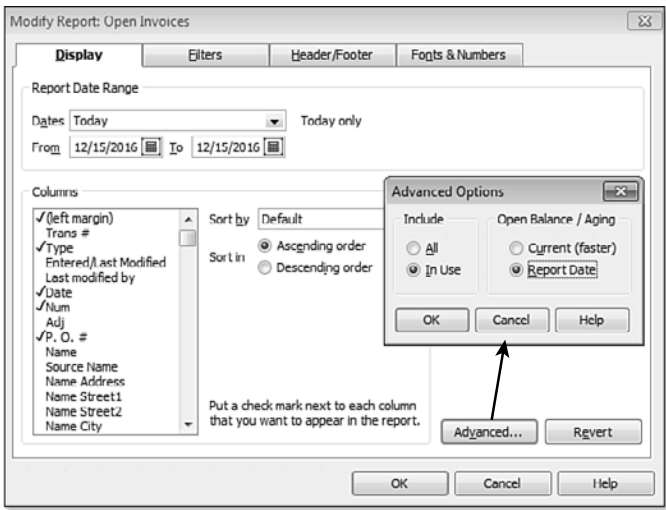 Modify Report: Open Invoices
Display Filters Header/Footer Fonts & Numbers
Report Date Range
Dates Today Today only
From 12/15/2016 To 12/15/2016
Columns
√(left margin)
Trans #
√Type
Entered/Last Modified
Last modified by
√Date
√Num
Adj
√P. O. #
Name
Source Name
Name Address
Name Street1
Name Street2
Name City
Sort by Default
Sort in
Ascending order
Descending order
Put a check mark next to each column
that you want to appear in the report.
Advanced Options
Include
All
In Use
Open Balance / Aging
Current (faster)
Report Date
OK Cancel Help
Advanced... Revert
OK Cancel Help